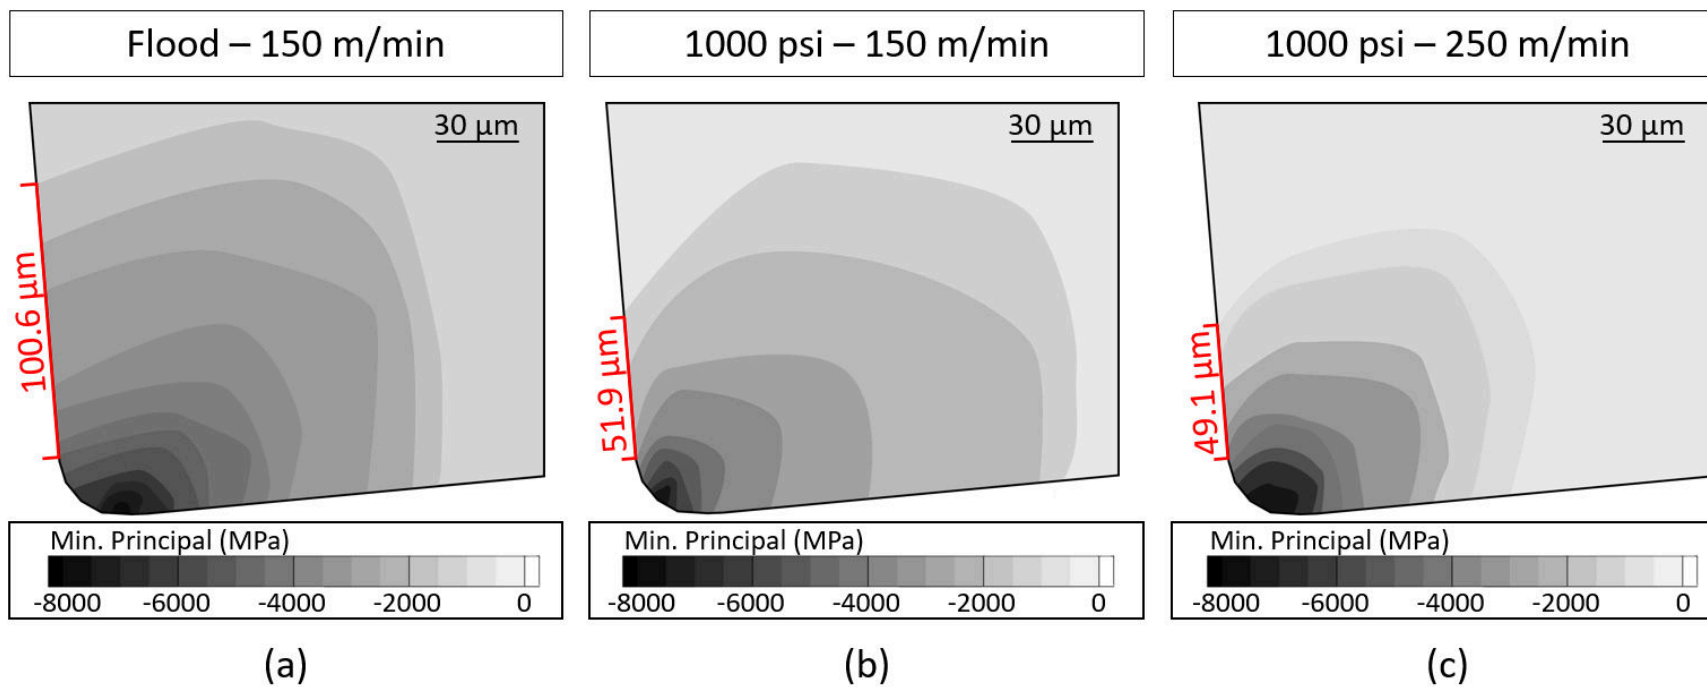 Flood – 150 m/min
1000 psi – 150 m/min
1000 psi – 250 m/min
30 µm
30 µm
30 µm
100.6 µm
51.9 µm
49.1 µm
Min. Principal (MPa)
-8000 -6000 -4000 -2000 0
Min. Principal (MPa)
-8000 -6000 -4000 -2000 0
Min. Principal (MPa)
-8000 -6000 -4000 -2000 0
(a)
(b)
(c)